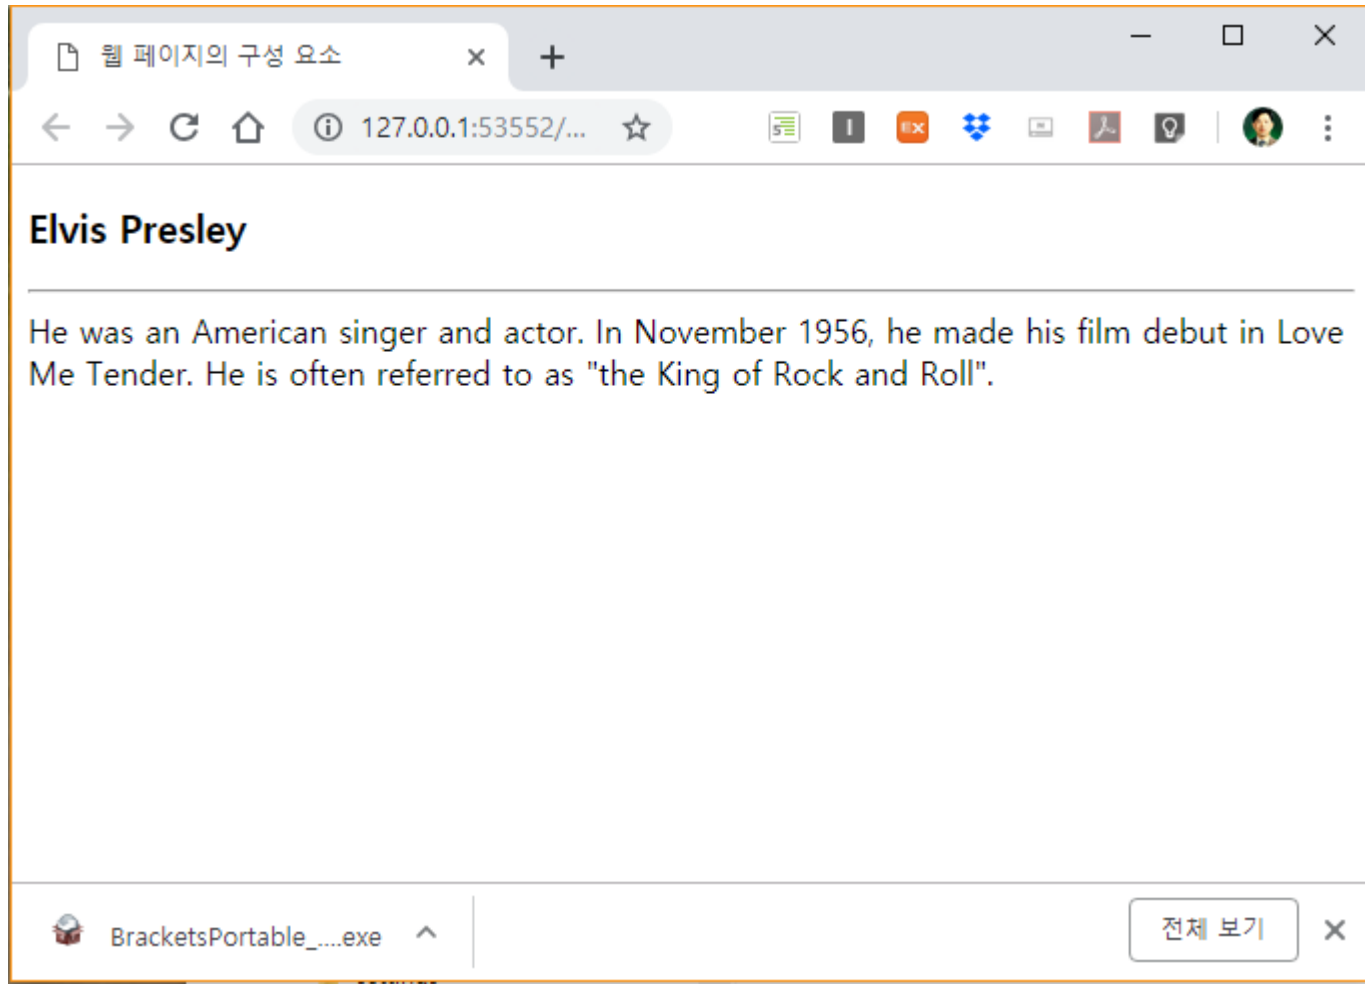 웹 페이지의 구성 요소
127.0.0.1:53552/...
Elvis Presley
He was an American singer and actor. In November 1956, he made his film debut in Love
Me Tender. He is often referred to as "the King of Rock and Roll".
BracketsPortable_....exe
전체 보기